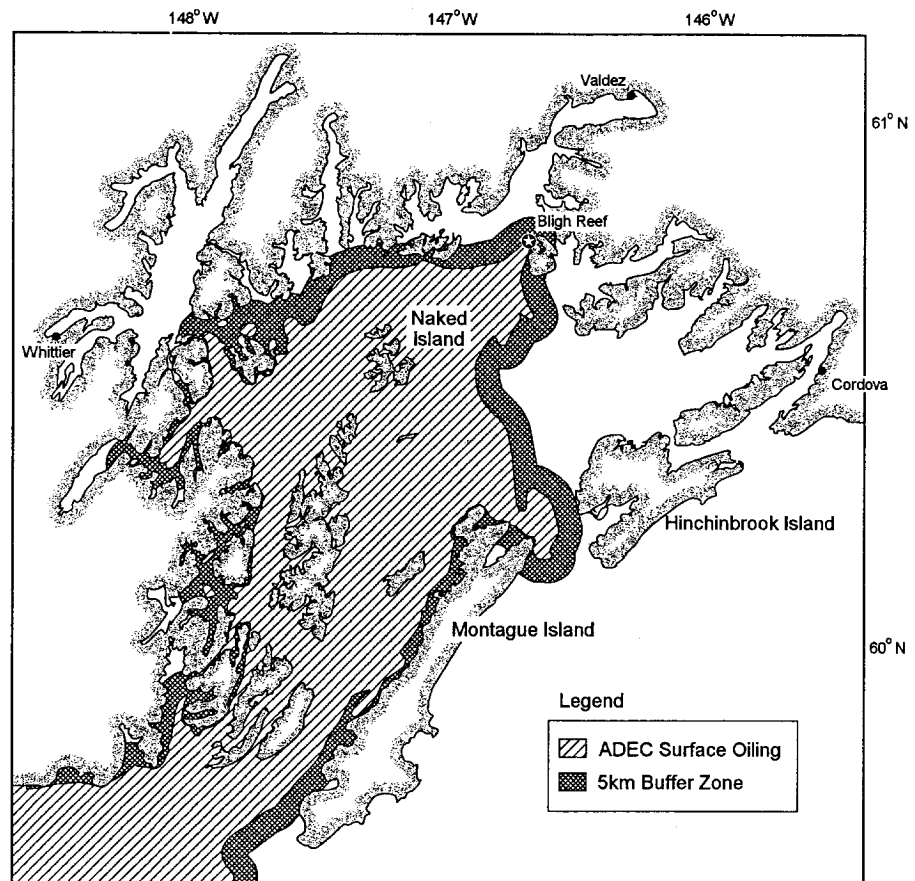 148°W 147°W 146°W
Valdez
61°N
Bligh Reef
Naked
Island
Whittier
Cordova
Hinchinbrook Island
Montague Island
60°N
Legend
ADEC Surface Oiling
5km Buffer Zone